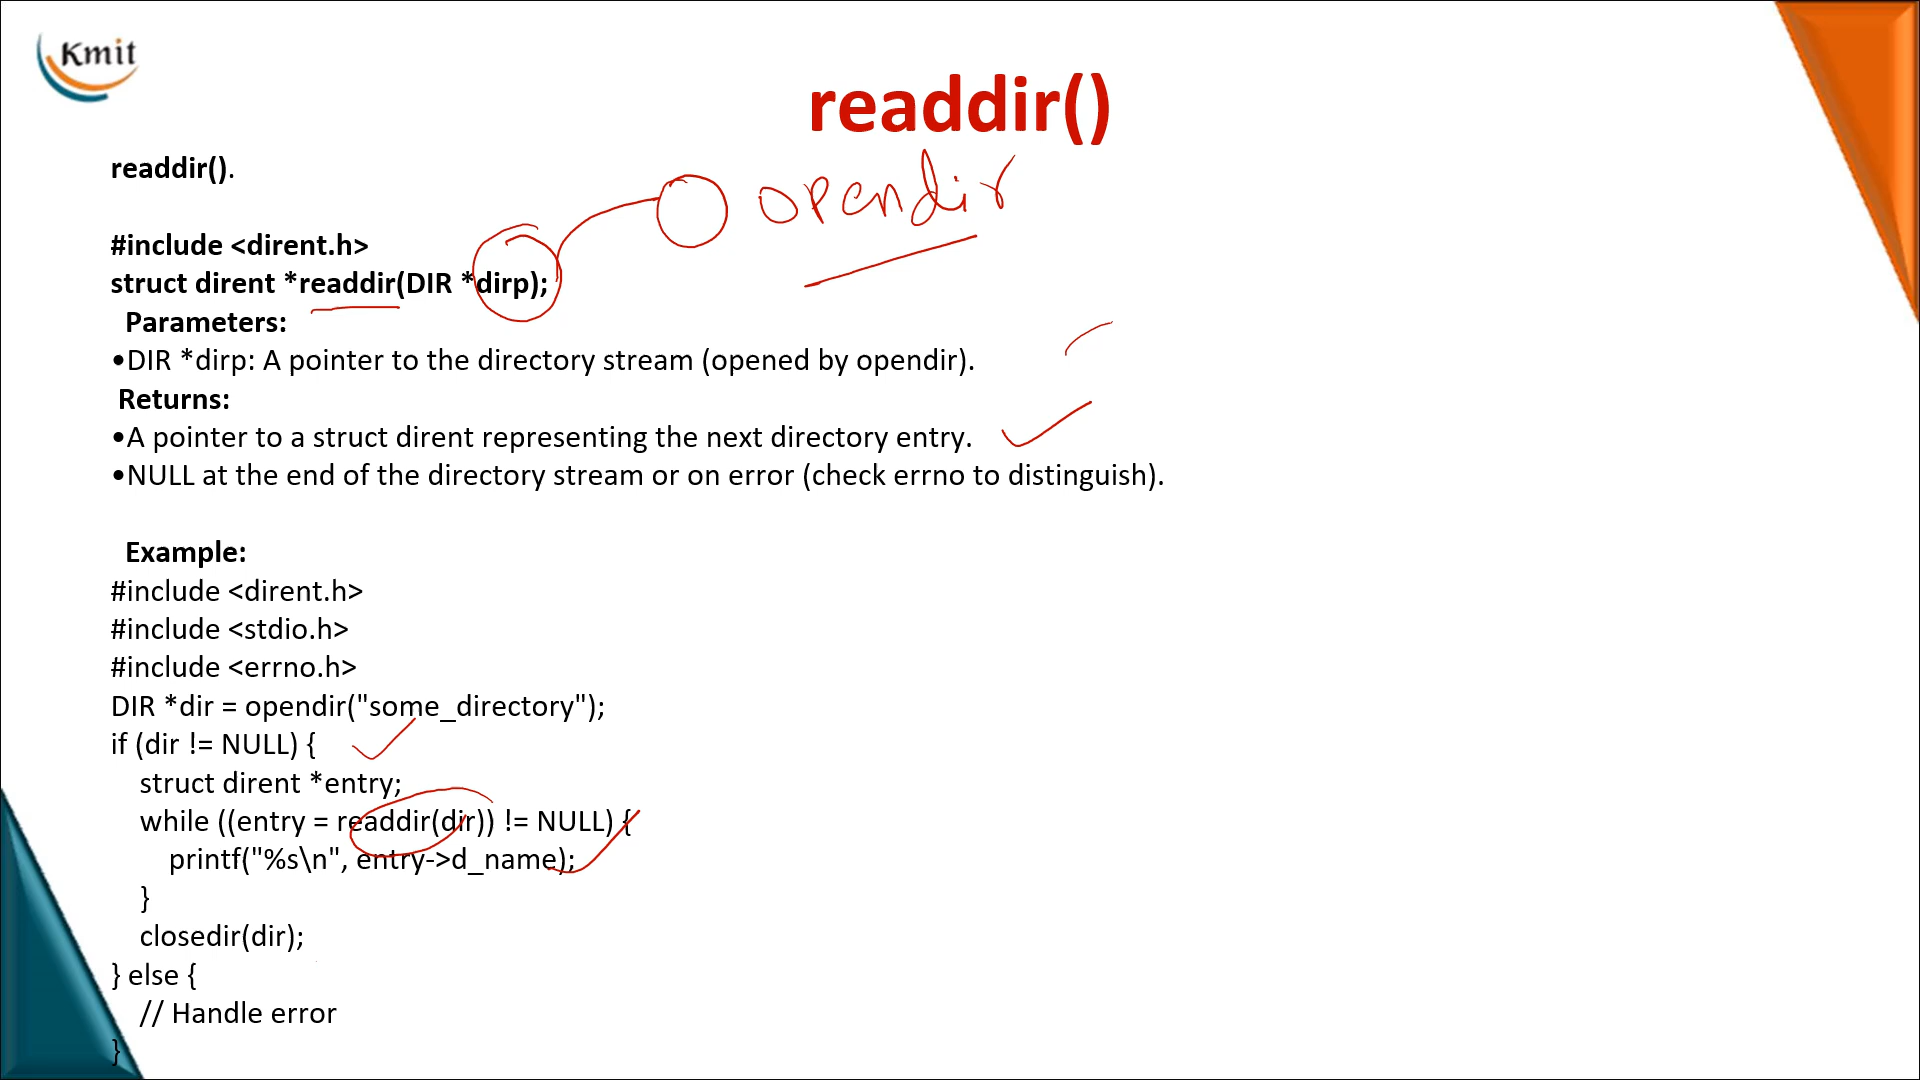 Kmit
readdir()
readdir().
opendir
#include <dirent.h>
struct dirent *readdir(DIR *dirp);
Parameters:
•DIR *dirp: A pointer to the directory stream (opened by opendir).
Returns:
•A pointer to a struct dirent representing the next directory entry.
•NULL at the end of the directory stream or on error (check errno to distinguish).
Example:
#include <dirent.h>
#include <stdio.h>
#include <errno.h>
DIR *dir = opendir("some_directory");
if (dir != NULL) {
    struct dirent *entry;
    while ((entry = readdir(dir)) != NULL) {
        printf("%s\n", entry->d_name);
    }
    closedir(dir);
} else {
    // Handle error
}